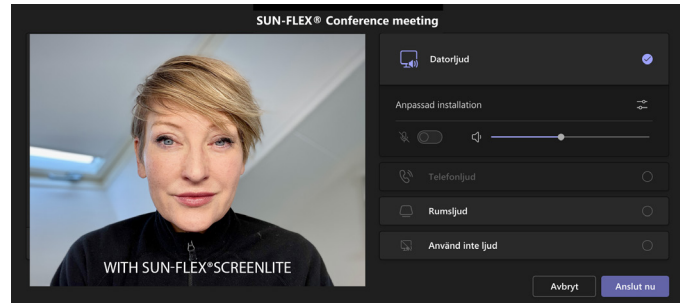 SUN-FLEX® Conference meeting
Datorljud
Anpassad installation
Telefonljud
Rumsljud
Använd inte ljud
WITH SUN-FLEX®SCREENLITE
Avbryt
Anslut nu